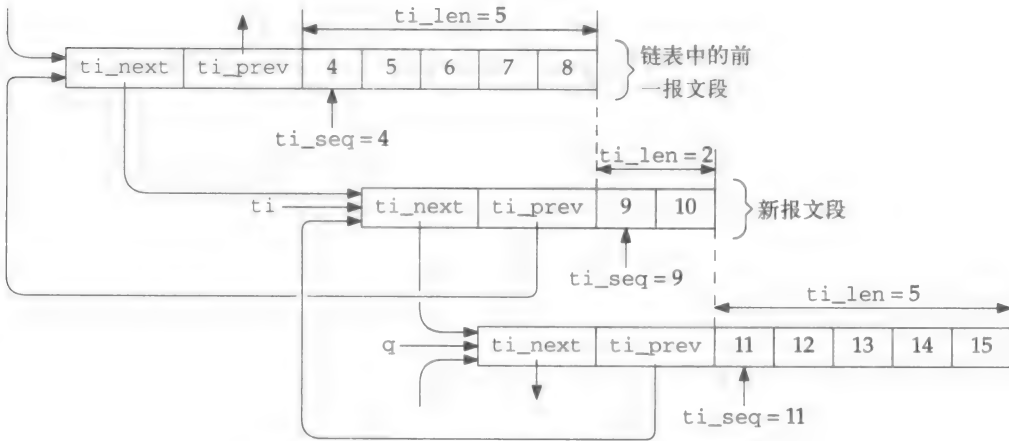 ti_len = 5
ti_next ti_prev 4 5 6 7 8
链表中的前
一报文段
ti_seq = 4
ti_len = 2
ti ti_next ti_prev 9 10
新报文段
ti_seq = 9
ti_len = 5
q ti_next ti_prev 11 12 13 14 15
ti_seq = 11